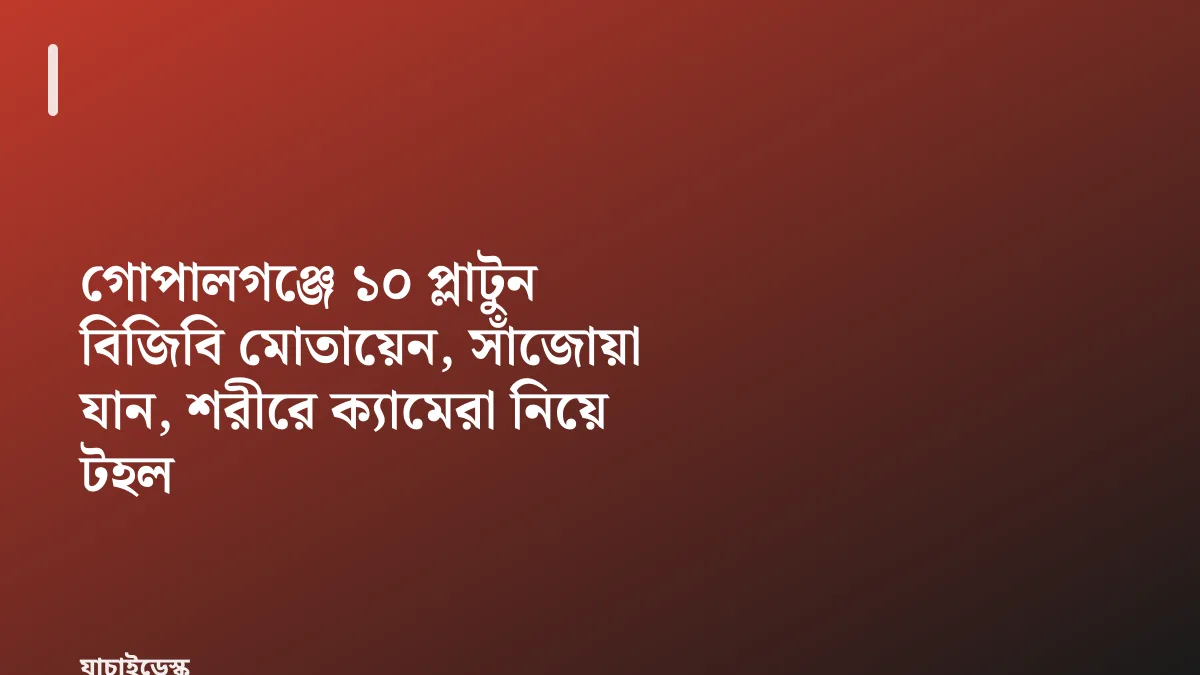 গোপালগঞ্জে ১০ প্লাটুন
বিজিবি মোতায়েন, সাঁজোয়া
যান, শরীরে ক্যামেরা নিয়ে
টহল
যাচাইডেস্ক